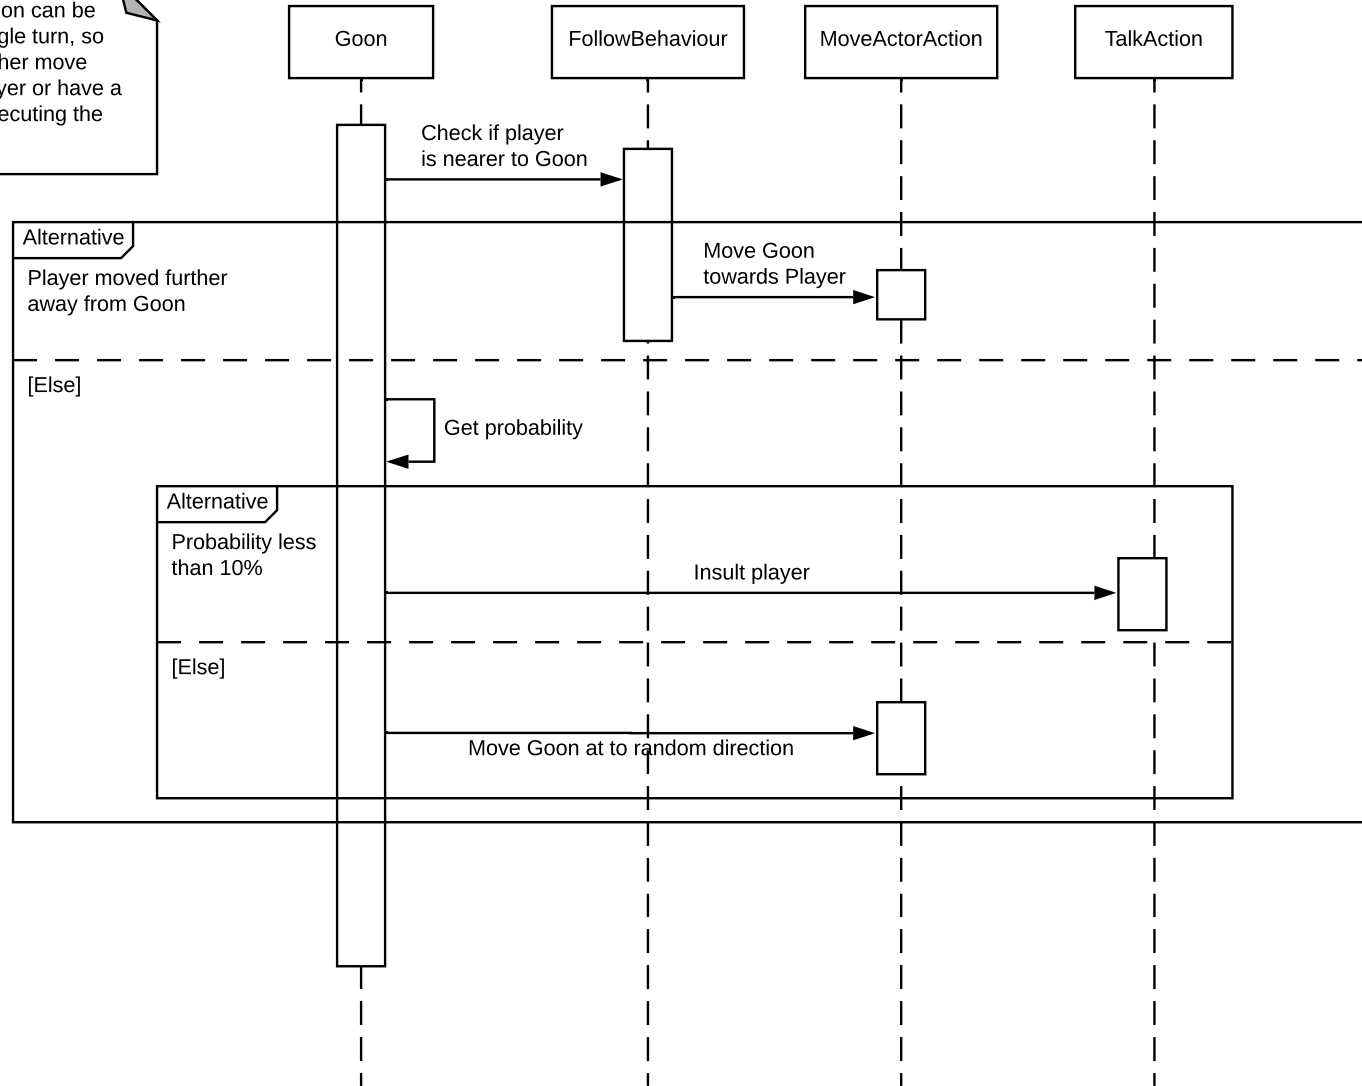 on can be
gle turn, so
her move
yer or have a
ecuting the
Goon
FollowBehaviour
MoveActorAction
TalkAction
Check if player
is nearer to Goon
Alternative
Player moved further
away from Goon
Move Goon
towards Player
[Else]
Get probability
Alternative
Probability less
than 10%
Insult player
[Else]
Move Goon at to random direction